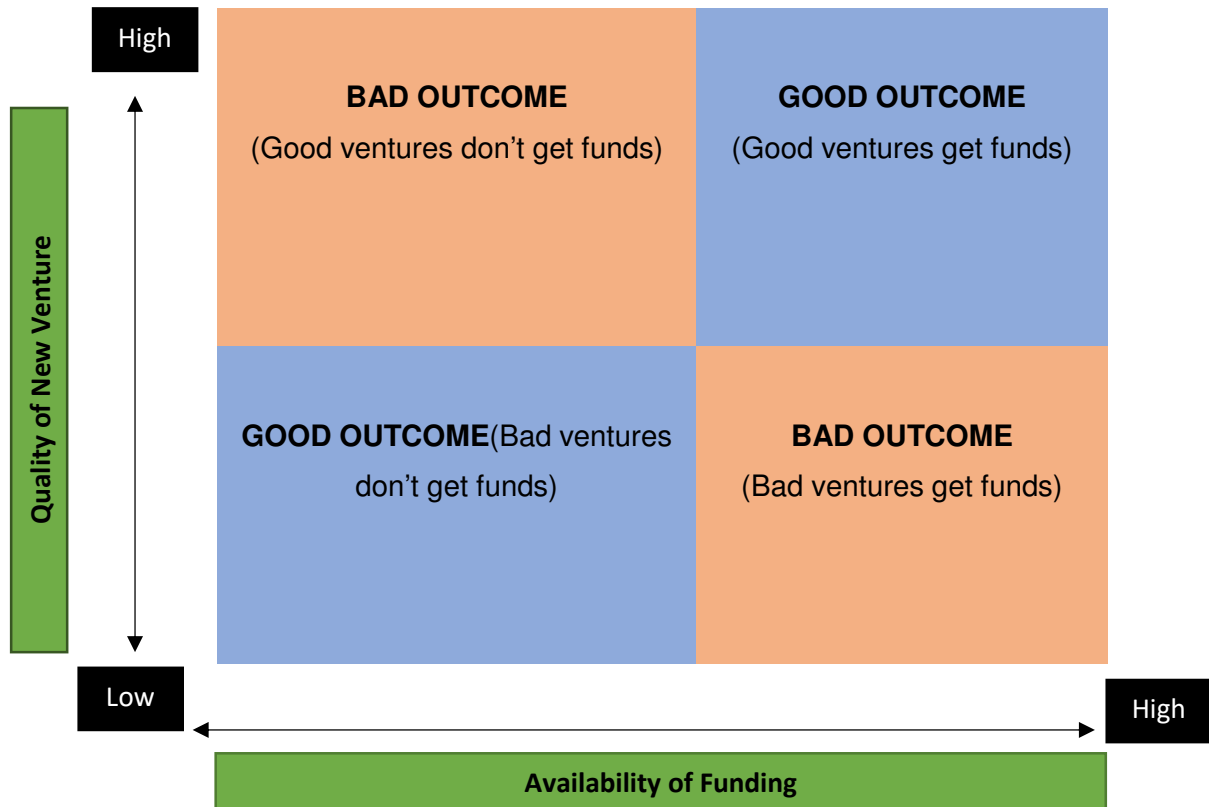 High
BAD OUTCOME
(Good ventures don’t get funds)
GOOD OUTCOME
(Good ventures get funds)
Quality of New Venture
GOOD OUTCOME(Bad ventures
don’t get funds)
BAD OUTCOME
(Bad ventures get funds)
Low
High
Availability of Funding